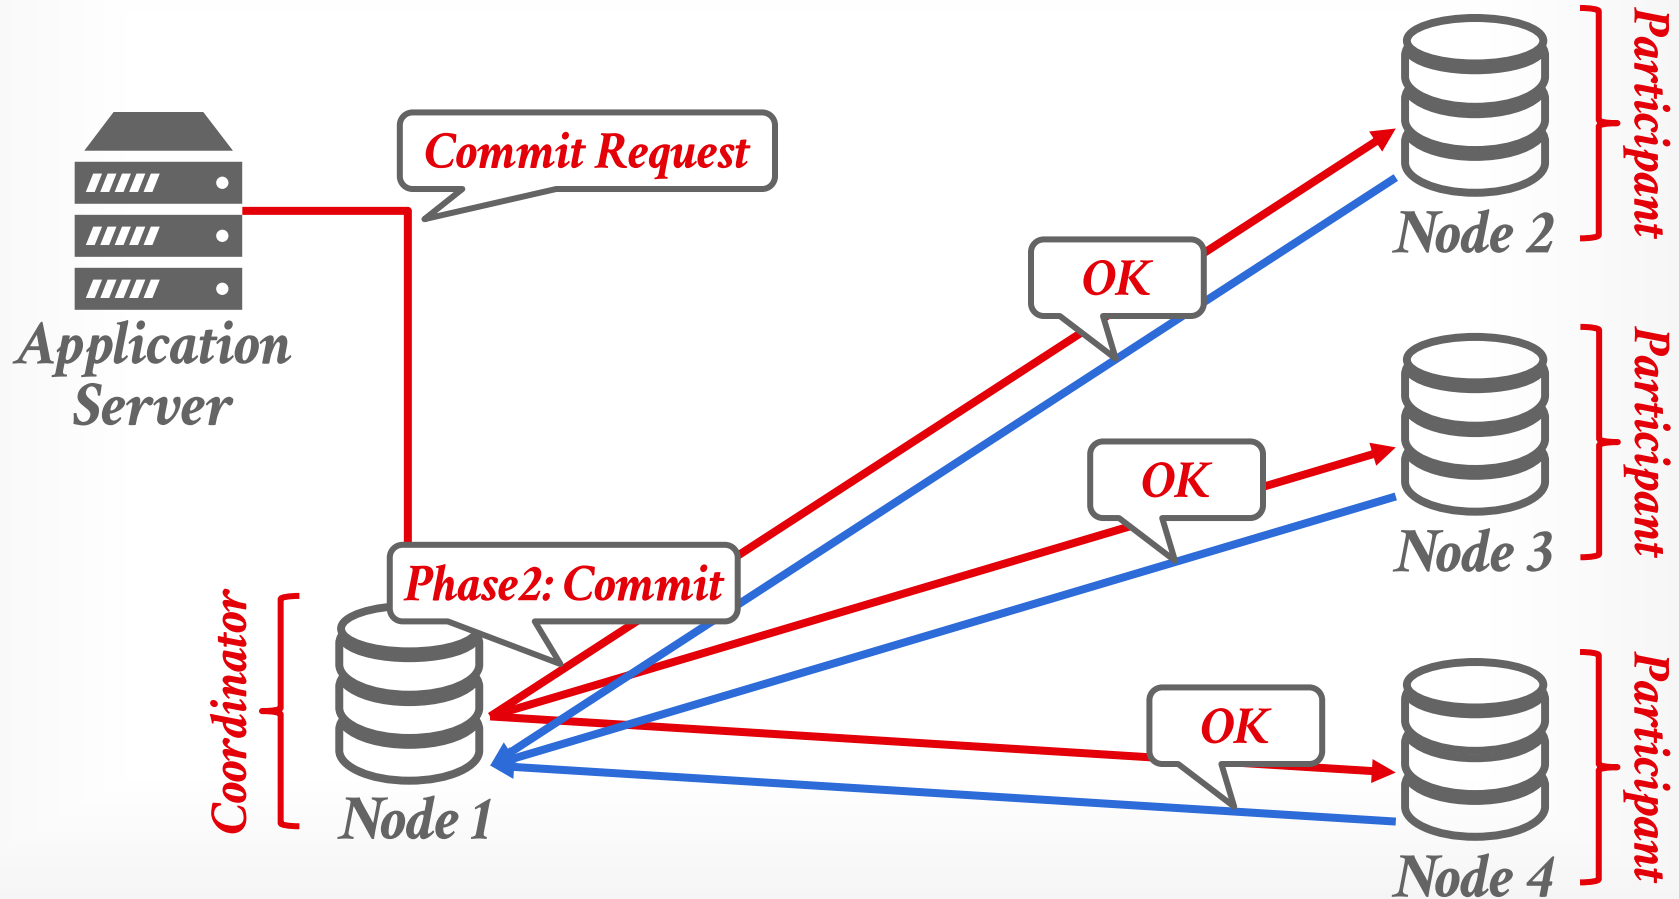 Commit Request
Application
Server
OK
Node 2
Participant
OK
Node 3
Participant
Phase2: Commit
Coordinator
Node 1
OK
Node 4
Participant